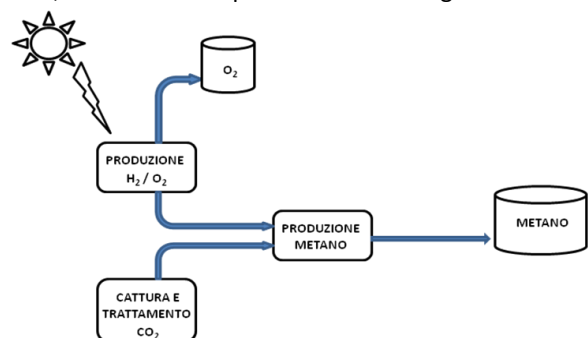 O₂
PRODUZIONE
H₂ / O₂
PRODUZIONE
METANO
METANO
CATTURA E
TRATTAMENTO
CO₂